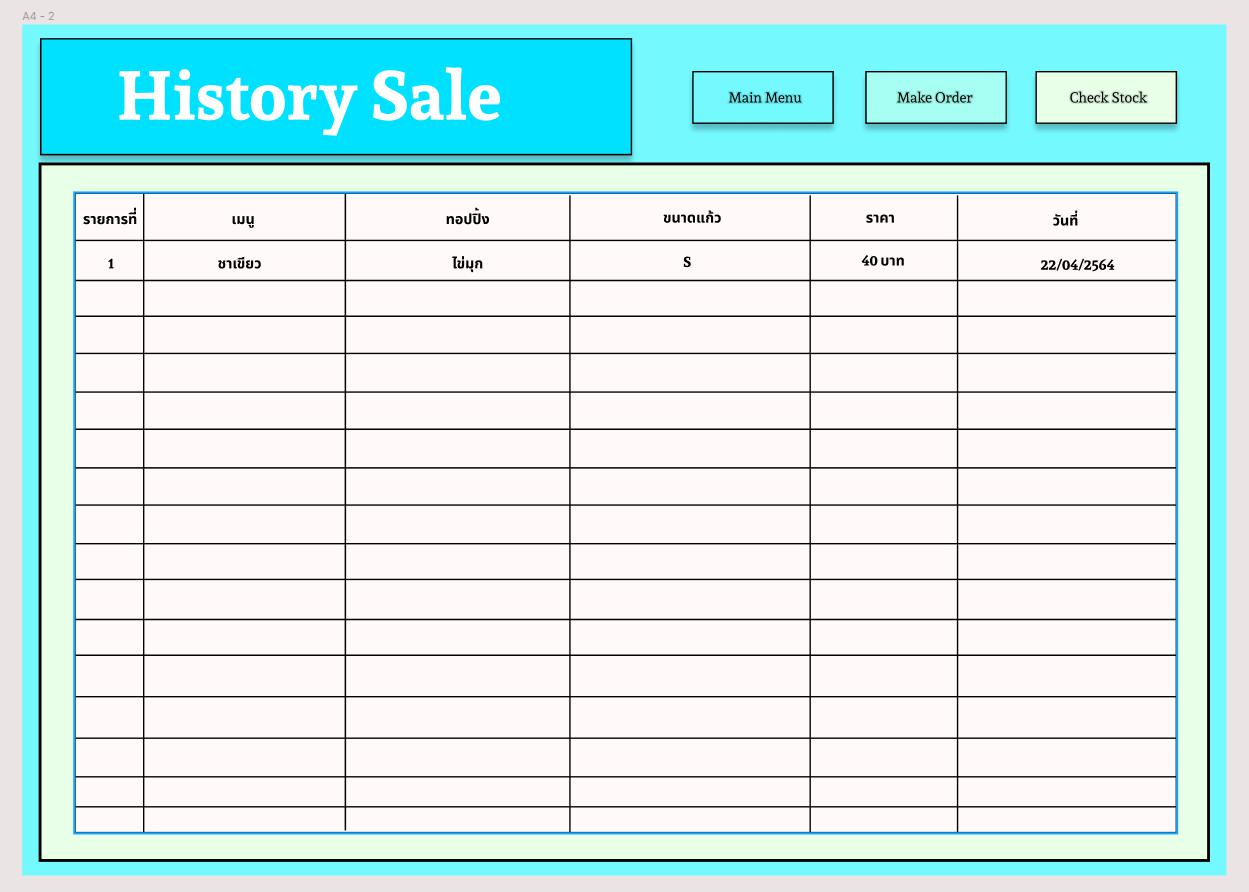 A4 - 2
History Sale
Main Menu
Make Order
Check Stock
รายการที่ เมนู ทอปปิ้ง ขนาดแก้ว ราคา วันที่
1 ชาเขียว ไข่มุก S 40 บาท 22/04/2564